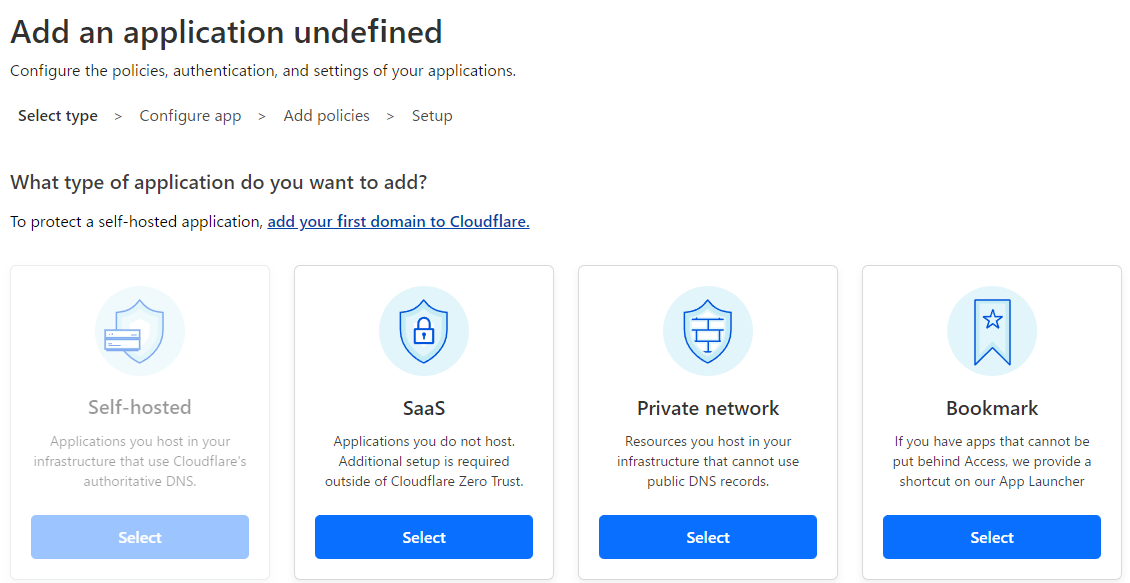 Add an application undefined
Configure the policies, authentication, and settings of your applications.
Select type > Configure app > Add policies > Setup
What type of application do you want to add?
To protect a self-hosted application, add your first domain to Cloudflare.
Self-hosted
Applications you host in your
infrastructure that use Cloudflare's
authoritative DNS.
Select
SaaS
Applications you do not host.
Additional setup is required
outside of Cloudflare Zero Trust.
Select
Private network
Resources you host in your
infrastructure that cannot use
public DNS records.
Select
Bookmark
If you have apps that cannot be
put behind Access, we provide a
shortcut on our App Launcher
Select